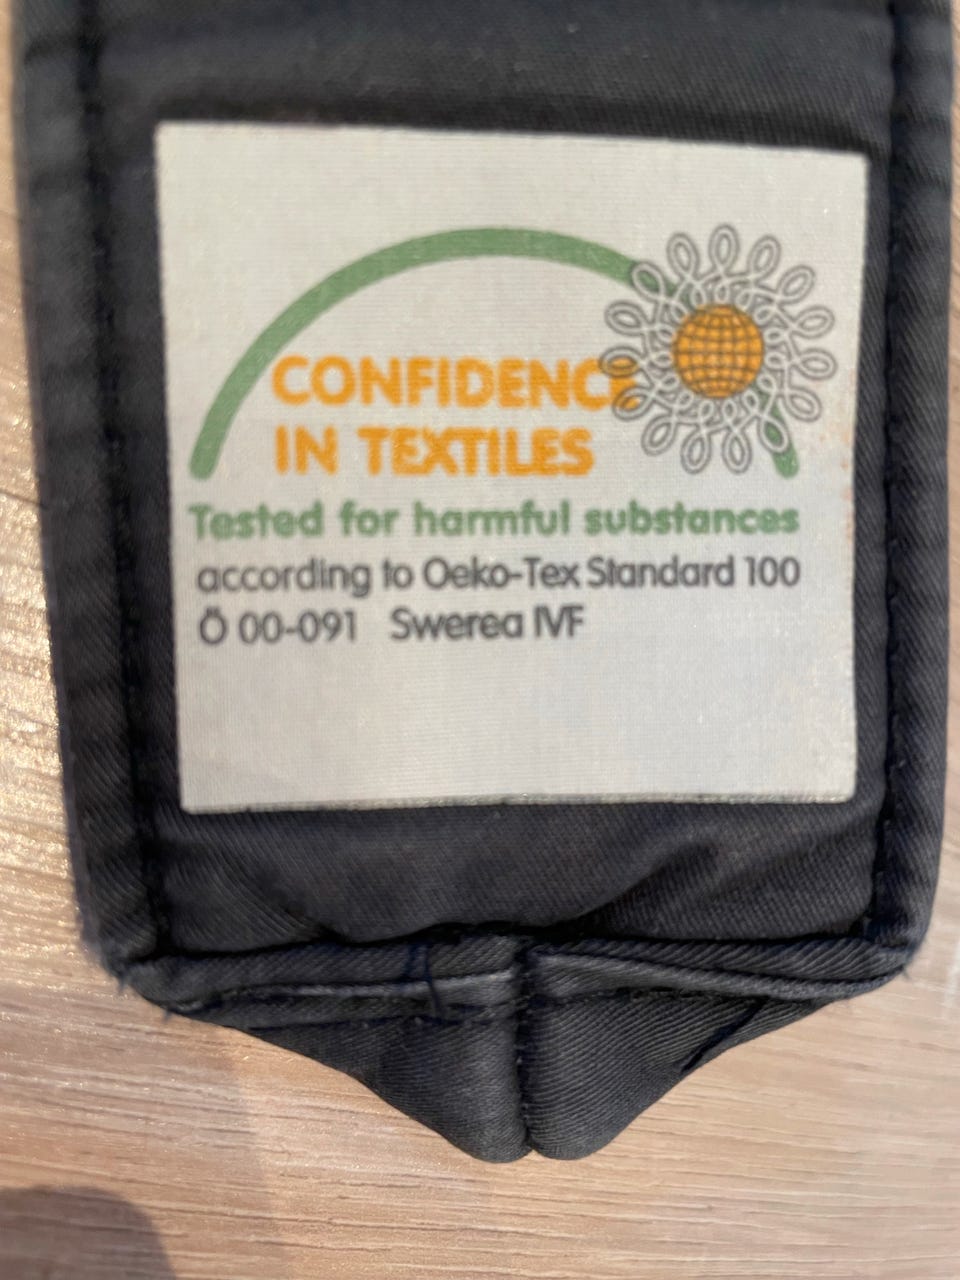 CONFIDENCE
IN TEXTILES
Tested for harmful substances
according to Oeko-Tex Standard 100
Ö 00-091 Swerea IVF